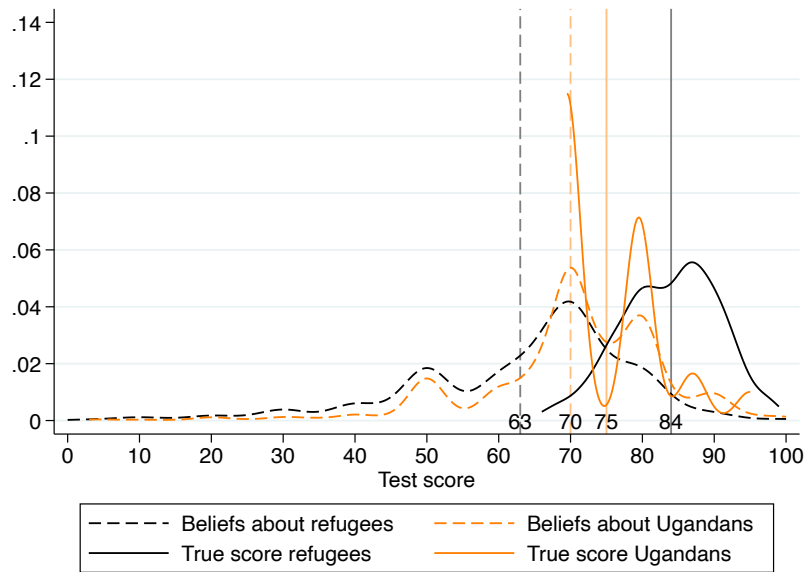 .14
.12
.1
.08
.06
.04
.02
0
63 70 75 84
0 10 20 30 40 50 60 70 80 90 100
Test score
Beliefs about refugees Beliefs about Ugandans
True score refugees True score Ugandans